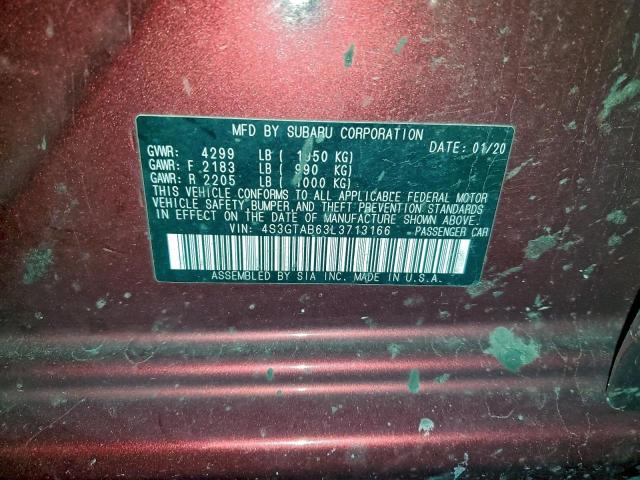 MFD BY SUBARU CORPORATION
DATE: 01/20
GVWR: 4299 LB ( 1950 KG)
GAWR: F 2183 LB ( 990 KG)
GAWR: R 2205 LB ( 1000 KG)
THIS VEHICLE CONFORMS TO ALL APPLICABLE FEDERAL MOTOR
VEHICLE SAFETY, BUMPER, AND THEFT PREVENTION STANDARDS
IN EFFECT ON THE DATE OF MANUFACTURE SHOWN ABOVE.
VIN: 4S3GTAB63L3713166 PASSENGER CAR
ASSEMBLED BY SIA INC. MADE IN U.S.A.